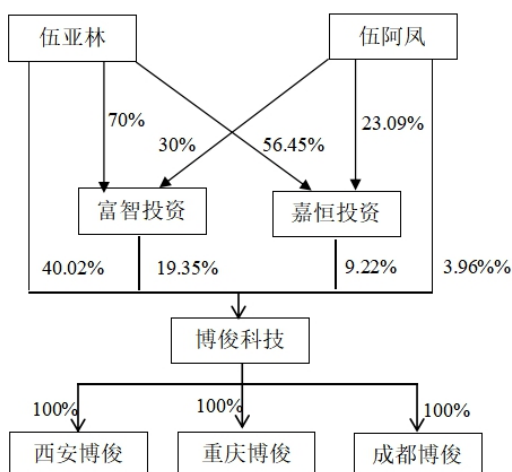 伍亚林
伍阿凤
70%
30%
56.45%
23.09%
富智投资
嘉恒投资
40.02%
19.35%
9.22%
3.96%%
博俊科技
100%
100%
100%
西安博俊
重庆博俊
成都博俊